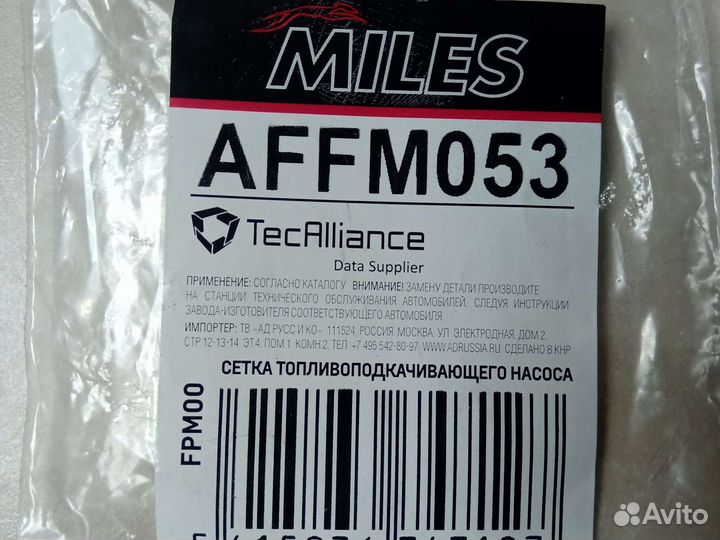 MILES
AFFM053
TecAlliance
Data Supplier
ПРИМЕНЕНИЕ: СОГЛАСНО КАТАЛОГУ ВНИМАНИЕ! ЗАМЕНУ ДЕТАЛИ ПРОИЗВОДИТЕ
НА СТАНЦИИ ТЕХНИЧЕСКОГО ОБСЛУЖИВАНИЯ АВТОМОБИЛЕЙ, СЛЕДУЯ ИНСТРУКЦИИ
ЗАВОДА-ИЗГОТОВИТЕЛЯ СООТВЕТСТВУЮЩЕГО АВТОМОБИЛЯ
ИМПОРТЕР: ТВ «АД РУСС И КО» 111524, РОССИЯ, МОСКВА, УЛ. ЭЛЕКТРОДНАЯ, ДОМ 2,
СТР 12-13-14 ЭТ.4, ПОМ 1 КОМН 2, ТЕЛ. +7 495 542-80-97, WWW.ADRUSSIA.RU СДЕЛАНО В КНР
СЕТКА ТОПЛИВОПОДКАЧИВАЮЩЕГО НАСОСА
FPM00
Avito